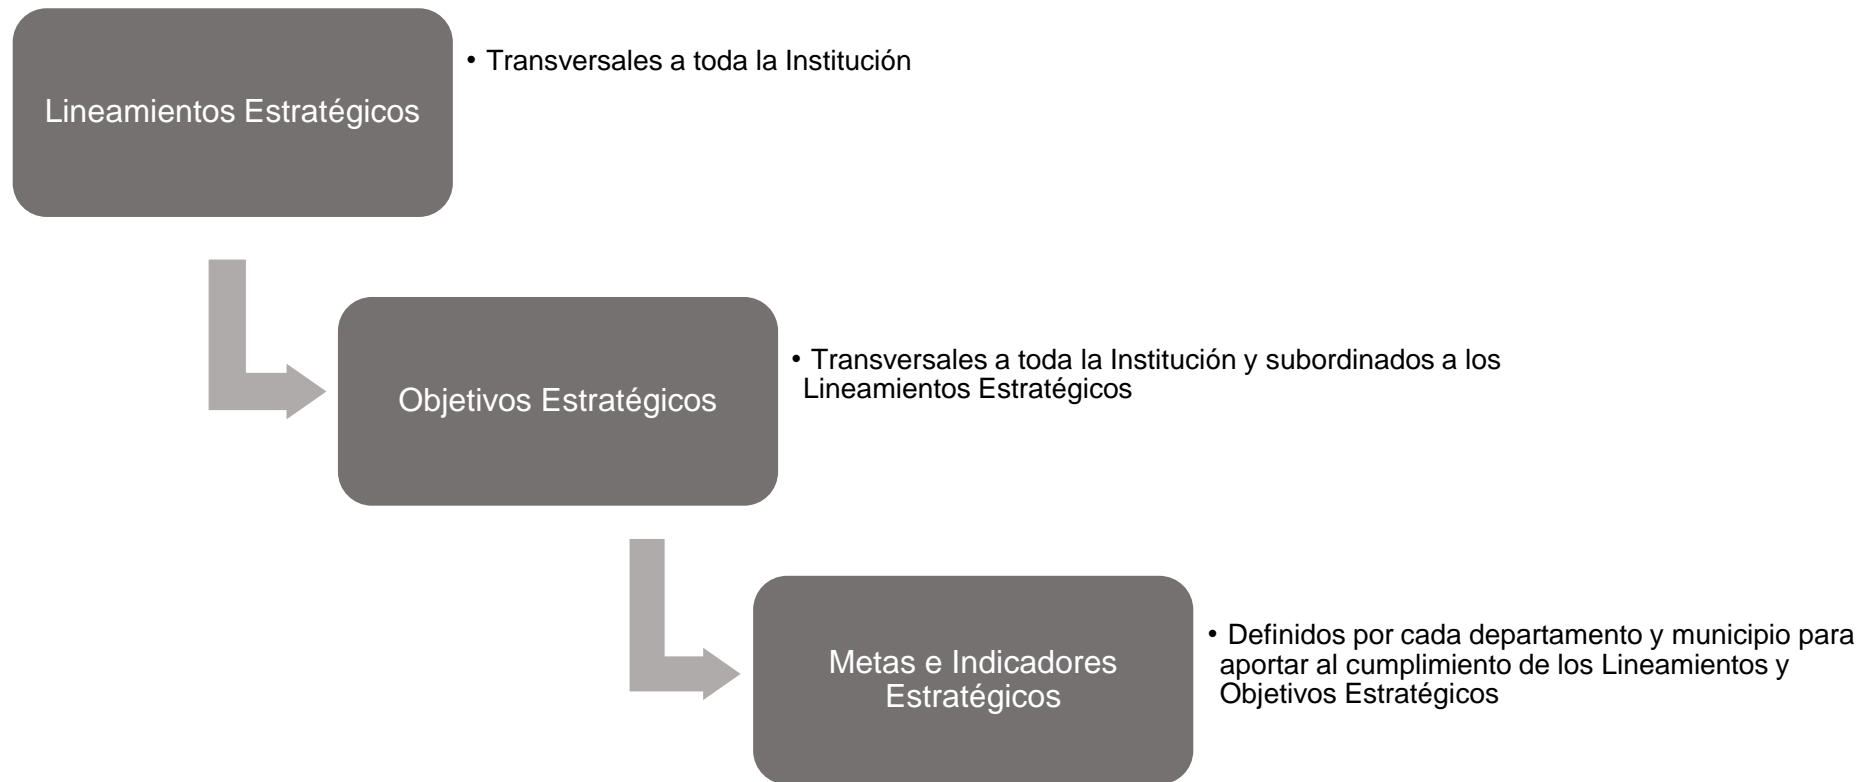 Lineamientos Estratégicos
• Transversales a toda la Institución
Objetivos Estratégicos
• Transversales a toda la Institución y subordinados a los
Lineamientos Estratégicos
Metas e Indicadores
Estratégicos
• Definidos por cada departamento y municipio para
aportar al cumplimiento de los Lineamientos y
Objetivos Estratégicos